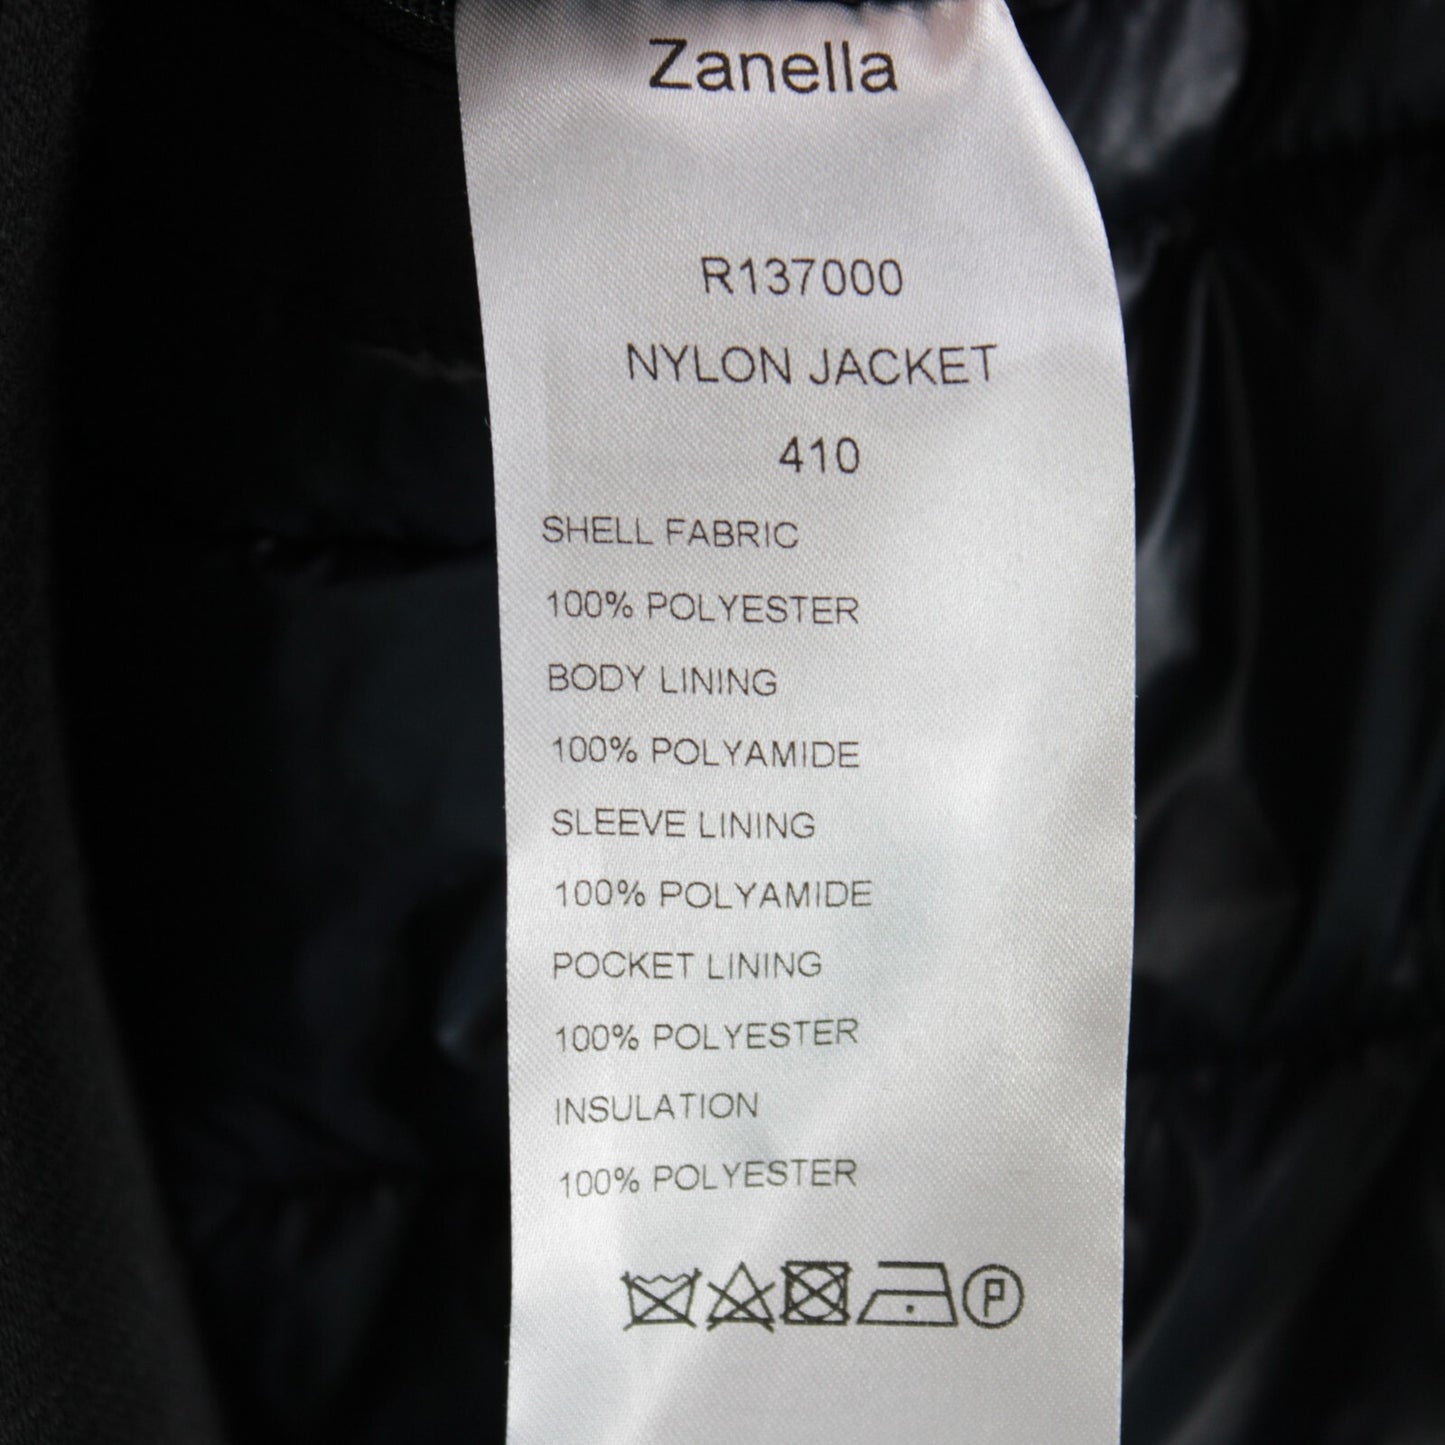 Zanella
R137000
NYLON JACKET
410
SHELL FABRIC
100% POLYESTER
BODY LINING
100% POLYAMIDE
SLEEVE LINING
100% POLYAMIDE
POCKET LINING
100% POLYESTER
INSULATION
100% POLYESTER
P